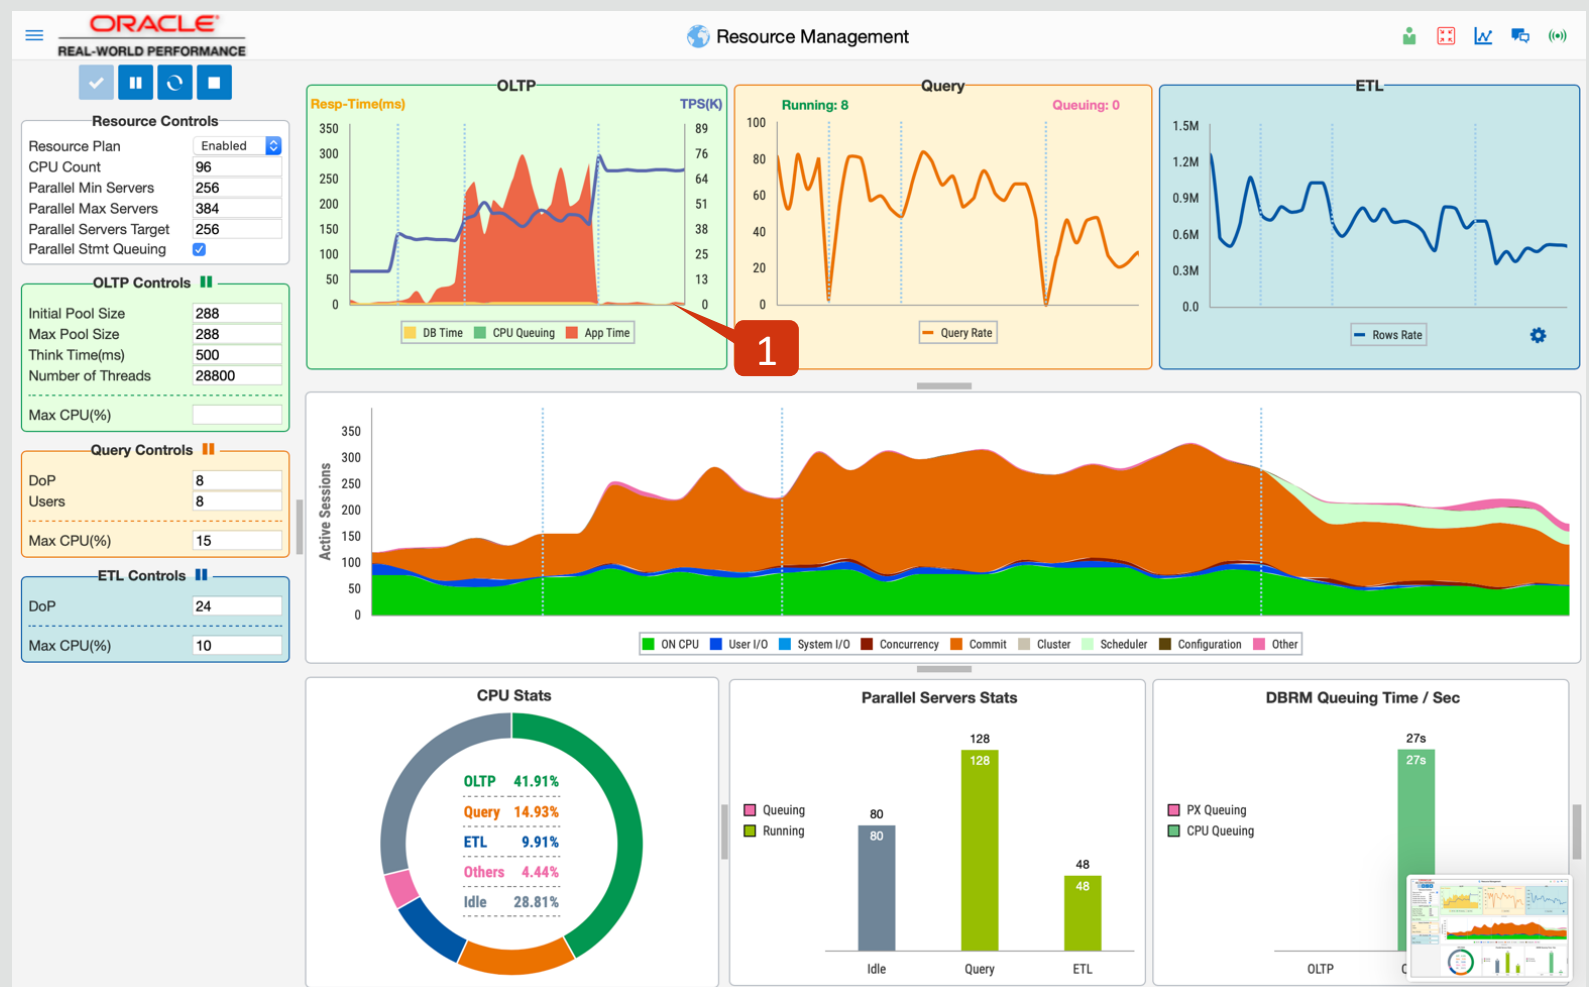 ORACLE
REAL-WORLD PERFORMANCE
Resource Management
Resource Controls
Resource Plan Enabled
CPU Count 96
Parallel Min Servers 256
Parallel Max Servers 384
Parallel Servers Target 256
Parallel Stmt Queuing
OLTP Controls
Initial Pool Size 288
Max Pool Size 288
Think Time(ms) 500
Number of Threads 28800
Max CPU(%)
Query Controls
DoP 8
Users 8
Max CPU(%) 15
ETL Controls
DoP 24
Max CPU(%) 10
OLTP
Resp-Time(ms) TPS(K)
350 89
300 76
250 64
200 51
150 38
100 25
50 13
0 0
DB Time CPU Queuing App Time
1
Query
Running: 8 Queuing: 0
100
80
60
40
20
0
Query Rate
ETL
1.5M
1.2M
0.9M
0.6M
0.3M
0.0
Rows Rate
Active Sessions
350
300
250
200
150
100
50
0
ON CPU User I/O System I/O Concurrency Commit Cluster Scheduler Configuration Other
CPU Stats
OLTP 41.91%
Query 14.93%
ETL 9.91%
Others 4.44%
Idle 28.81%
Parallel Servers Stats
Queuing
Running
80
80
128
128
48
48
Idle Query ETL
DBRM Queuing Time / Sec
PX Queuing
CPU Queuing
27s
27s
OLTP